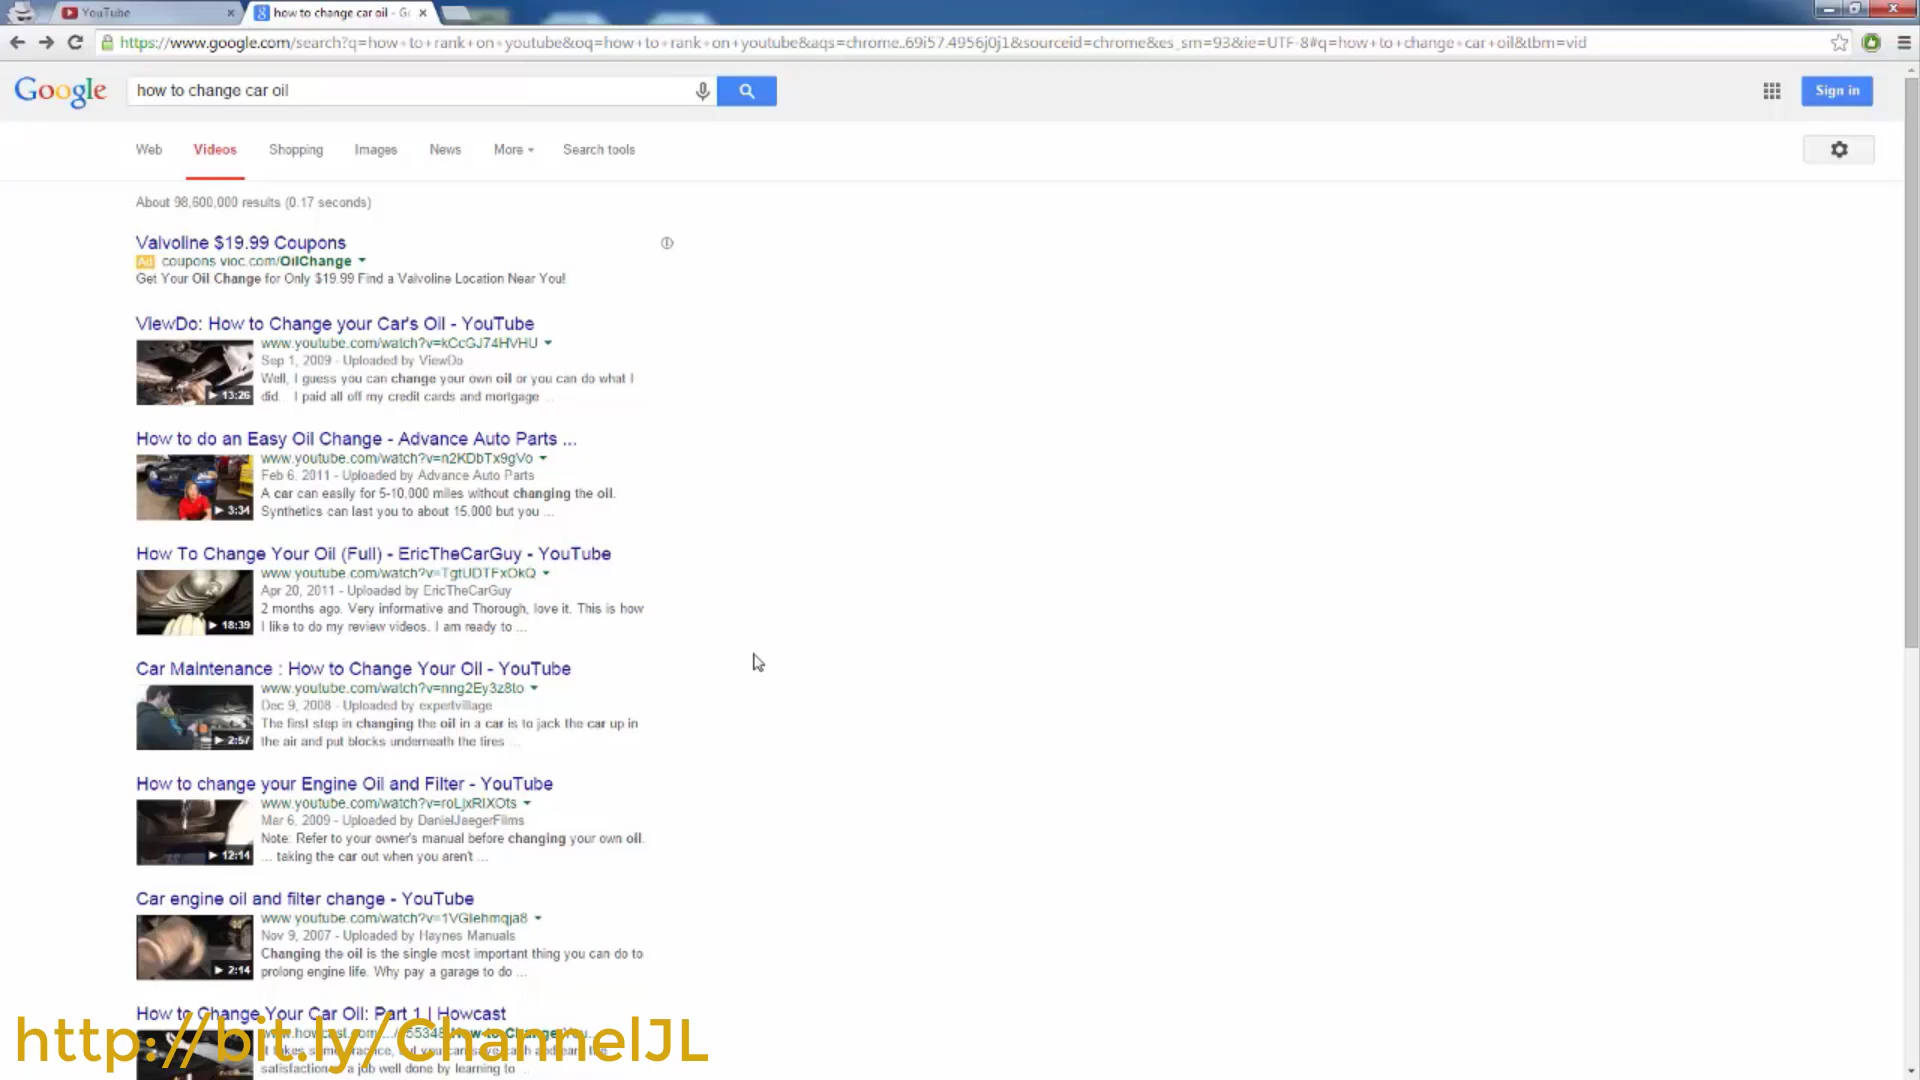 YouTube
how to change car oil - G
https://www.google.com/search?q=how+to+rank+on+youtube&oq=how+to+rank+on+youtube&aqs=chrome..69i57.4956j0j1&sourceid=chrome&es_sm=93&ie=UTF-8#q=how+to+change+car+oil&tbm=vid
Google
how to change car oil
Sign in
Web Videos Shopping Images News More Search tools
About 98,600,000 results (0.17 seconds)
Valvoline $19.99 Coupons
Ad coupons.vioc.com/OilChange
Get Your Oil Change for Only $19.99 Find a Valvoline Location Near You!
ViewDo: How to Change your Car's Oil - YouTube
www.youtube.com/watch?v=kCcGJ74HVHU
Sep 1, 2009 - Uploaded by ViewDo
Well, I guess you can change your own oil or you can do what I
13:26 did... I paid all off my credit cards and mortgage ...
How to do an Easy Oil Change - Advance Auto Parts ...
www.youtube.com/watch?v=n2KDbTx9gVo
Feb 6, 2011 - Uploaded by Advance Auto Parts
A car can easily for 5-10,000 miles without changing the oil.
3:34 Synthetics can last you to about 15,000 but you ...
How To Change Your Oil (Full) - EricTheCarGuy - YouTube
www.youtube.com/watch?v=TgtUDTFxOkQ
Apr 20, 2011 - Uploaded by EricTheCarGuy
2 months ago. Very informative and Thorough, love it. This is how
18:39 I like to do my review videos. I am ready to ...
Car Maintenance : How to Change Your Oil - YouTube
www.youtube.com/watch?v=nng2Ey3z8to
Dec 9, 2008 - Uploaded by expertvillage
The first step in changing the oil in a car is to jack the car up in
2:57 the air and put blocks underneath the tires ...
How to change your Engine Oil and Filter - YouTube
www.youtube.com/watch?v=roLjxRIXOts
Mar 6, 2009 - Uploaded by DanielJaegerFilms
Note: Refer to your owner's manual before changing your own oil.
12:14 ... taking the car out when you aren't ...
Car engine oil and filter change - YouTube
www.youtube.com/watch?v=1VGIehmqja8
Nov 9, 2007 - Uploaded by Haynes Manuals
Changing the oil is the single most important thing you can do to
2:14 prolong engine life. Why pay a garage to do ...
How to Change Your Car Oil: Part 1 | Howcast
http://bit.ly/ChannelJL
satisfaction a job well done by learning to